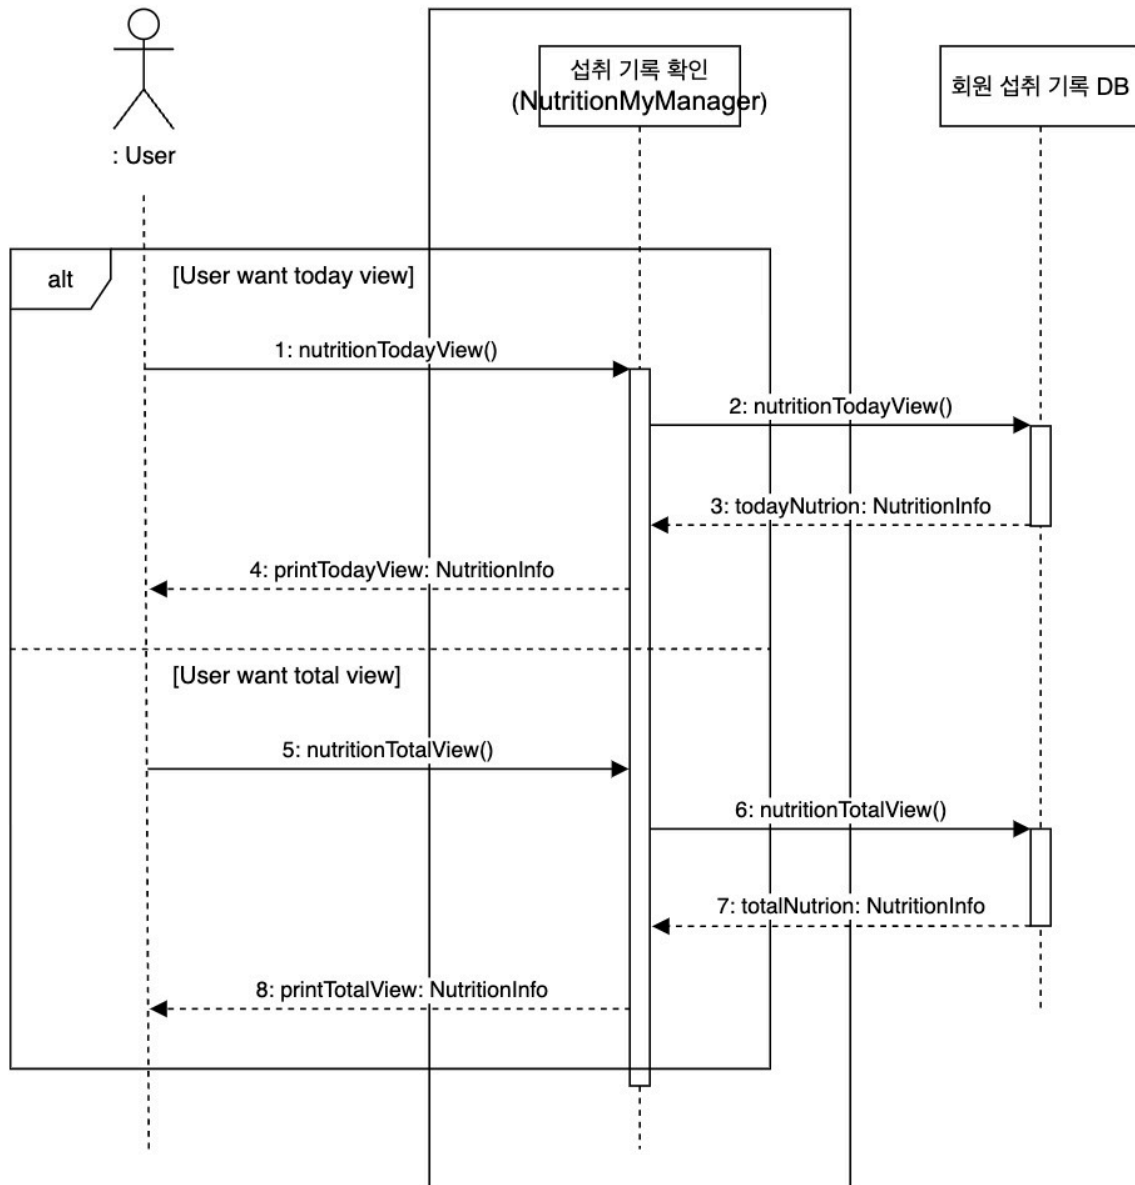 섭취 기록 확인
(NutritionMyManager)
회원 섭취 기록 DB
: User
alt
[User want today view]
1: nutritionTodayView()
2: nutritionTodayView()
3: todayNutrion: NutritionInfo
4: printTodayView: NutritionInfo
[User want total view]
5: nutritionTotalView()
6: nutritionTotalView()
7: totalNutrion: NutritionInfo
8: printTotalView: NutritionInfo